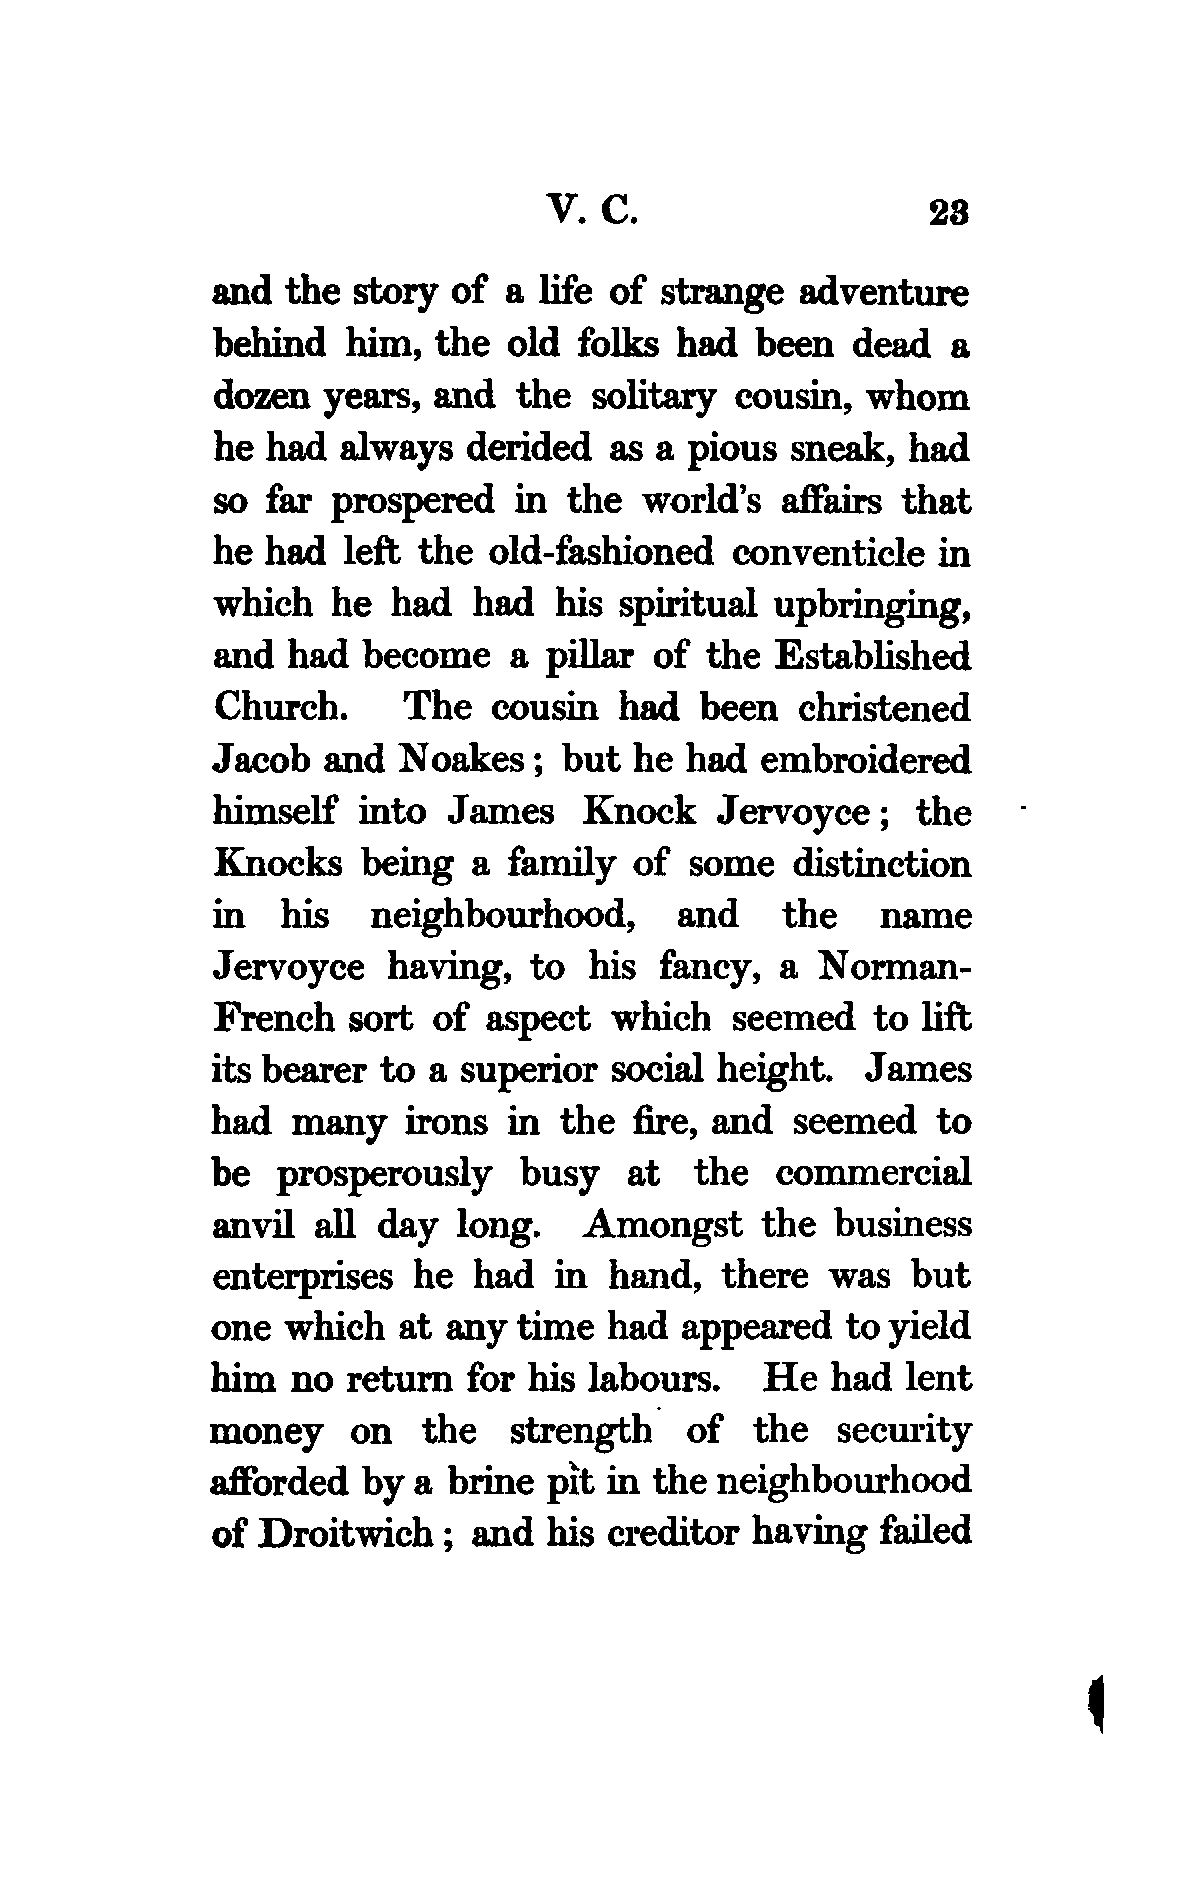 V. C. 23
and the story of a life of strange adventure
behind him, the old folks had been dead a
dozen years, and the solitary cousin, whom
he had always derided as a pious sneak, had
so far prospered in the world's affairs that
he had left the old-fashioned conventicle in
which he had had his spiritual upbringing,
and had become a pillar of the Established
Church. The cousin had been christened
Jacob and Noakes; but he had embroidered
himself into James Knock Jervoyce; the
Knocks being a family of some distinction
in his neighbourhood, and the name
Jervoyce having, to his fancy, a Norman-
French sort of aspect which seemed to lift
its bearer to a superior social height. James
had many irons in the fire, and seemed to
be prosperously busy at the commercial
anvil all day long. Amongst the business
enterprises he had in hand, there was but
one which at any time had appeared to yield
him no return for his labours. He had lent
money on the strength of the security
afforded by a brine pit in the neighbourhood
of Droitwich; and his creditor having failed